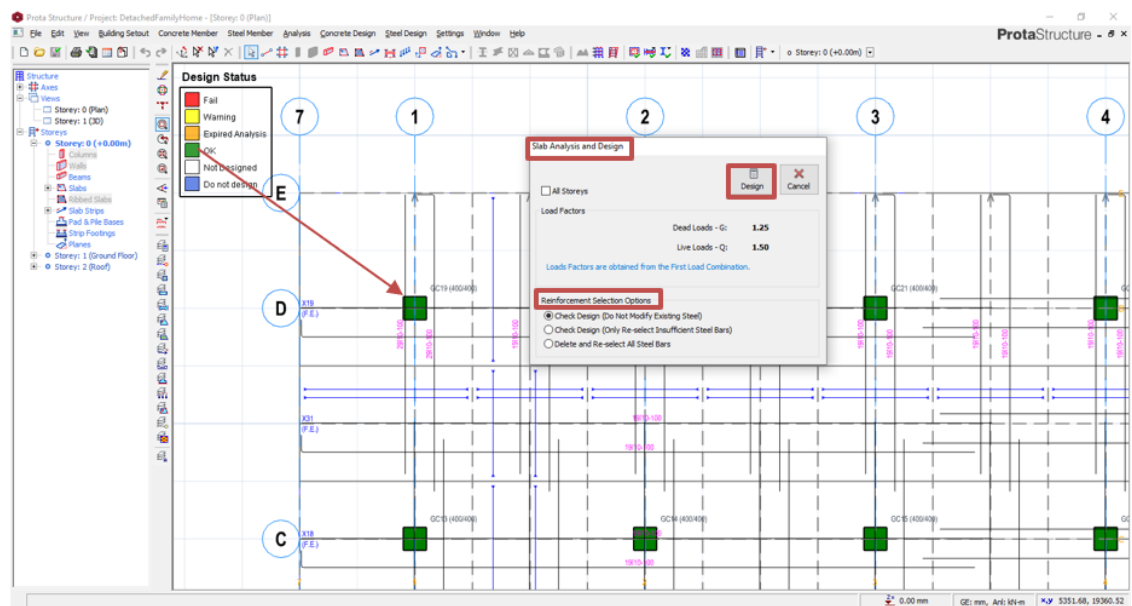 Prota Structure / Project: DetachedFamilyHome - [Storey: 0 (Plan)]
File Edit View Building Setout Concrete Member Steel Member Analysis Concrete Design Steel Design Settings Window Help
ProtaStructure
Storey: 0 (+0.00m)
Structure
Axes
Views
Storey: 0 (Plan)
Storey: 1 (3D)
Storeys
Storey: 0 (+0.00m)
Columns
Walls
Beams
Slabs
Ribbed Slabs
Slab Strips
Pad & Pile Bases
Strip Footings
Planes
Storey: 1 (Ground Floor)
Storey: 2 (Roof)
Design Status
Fail
Warning
Expired Analysis
OK
Not Designed
Do not design
7
1
2
3
4
E
D
C
Slab Analysis and Design
All Storeys
Design
Cancel
Load Factors
Dead Loads - G: 1.25
Live Loads - Q: 1.50
Loads Factors are obtained from the First Load Combination.
Reinforcement Selection Options
Check Design (Do Not Modify Existing Steel)
Check Design (Only Re-select Insufficient Steel Bars)
Delete and Re-select All Steel Bars
GC19 (400/400)
GC21 (400/400)
X19
(F.E.)
X31
(F.E.)
GC14 (400/400)
GC15 (400/400)
X18
(F.E.)
0.00 mm
GE: mm, Anl: kN-m
x,y 5351.68, 19360.52